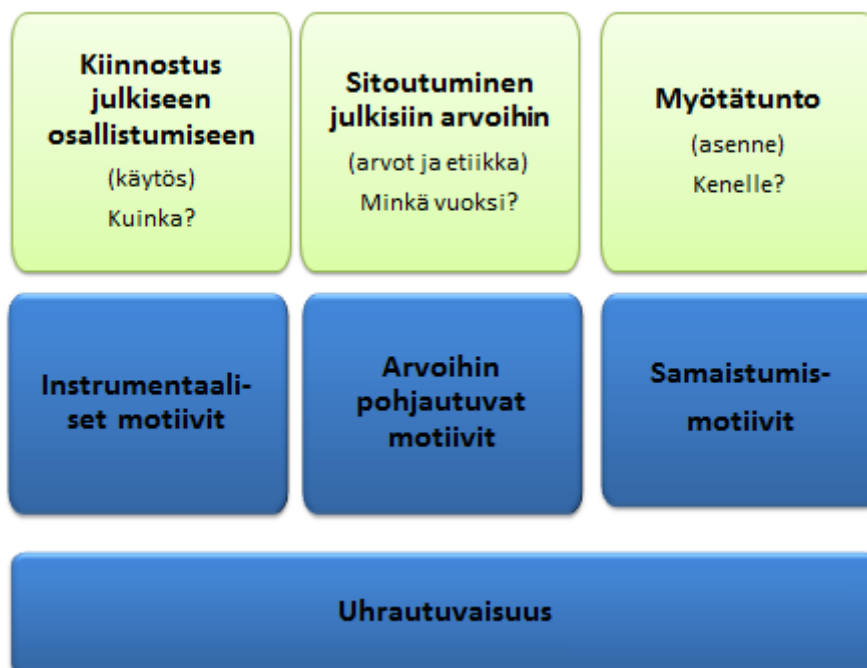 Kiinnostus
julkiseen
osallistumiseen
(käytös)
Kuinka?
Sitoutuminen
julkisiin arvoihin
(arvot ja etiikka)
Minkä vuoksi?
Myötätunto
(asenne)
Kenelle?
Instrumentaali-
set motiivit
Arvoihin
pohjautuvat
motiivit
Samaistumis-
motiivit
Uhrautuvaisuus